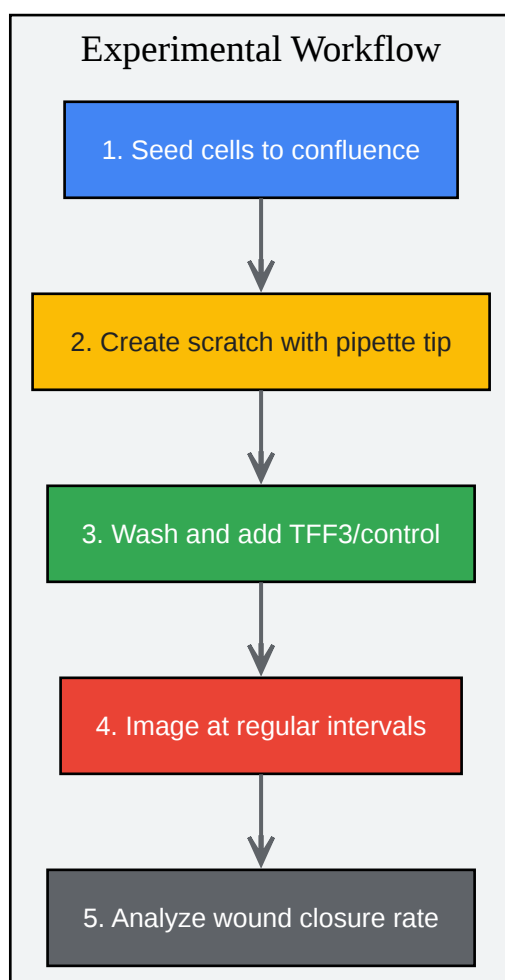 Experimental Workflow
1. Seed cells to confluence
2. Create scratch with pipette tip
3. Wash and add TFF3/control
4. Image at regular intervals
5. Analyze wound closure rate